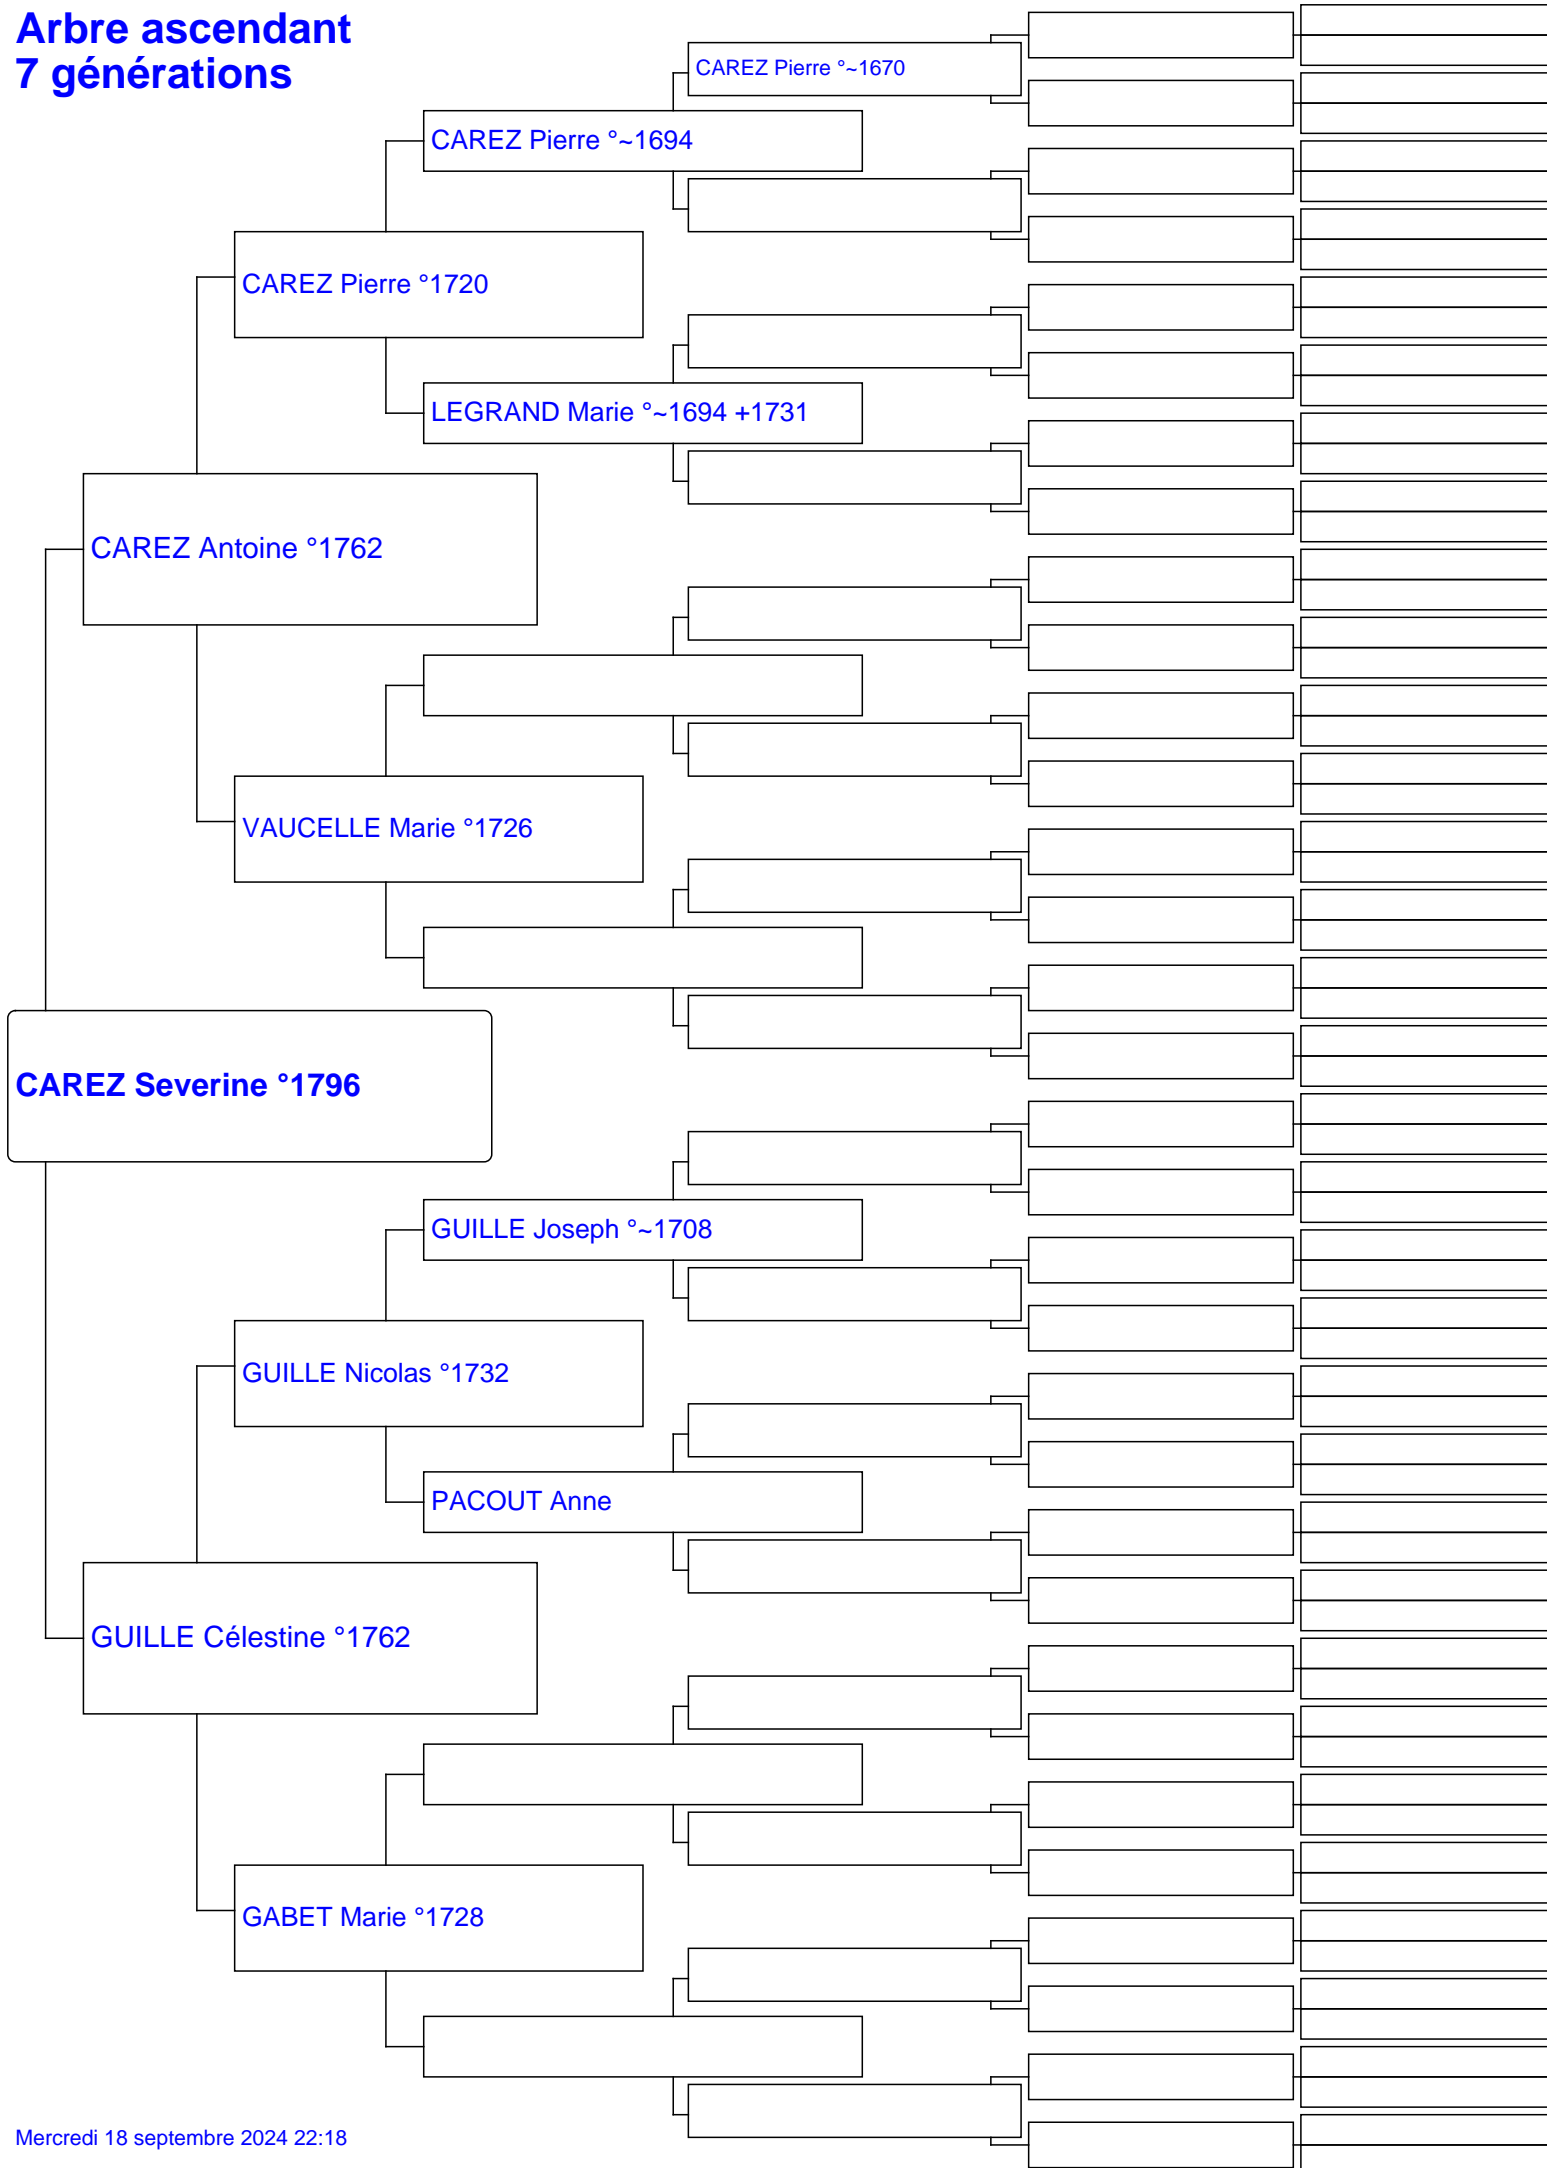 Arbre ascendant
7 générations
CAREZ Pierre °~1670
CAREZ Pierre °~1694
CAREZ Pierre °1720
LEGRAND Marie °~1694 +1731
CAREZ Antoine °1762
VAUCELLE Marie °1726
CAREZ Severine °1796
GUILLE Joseph °~1708
GUILLE Nicolas °1732
PACOUT Anne
GUILLE Célestine °1762
GABET Marie °1728
Mercredi 18 septembre 2024 22:18